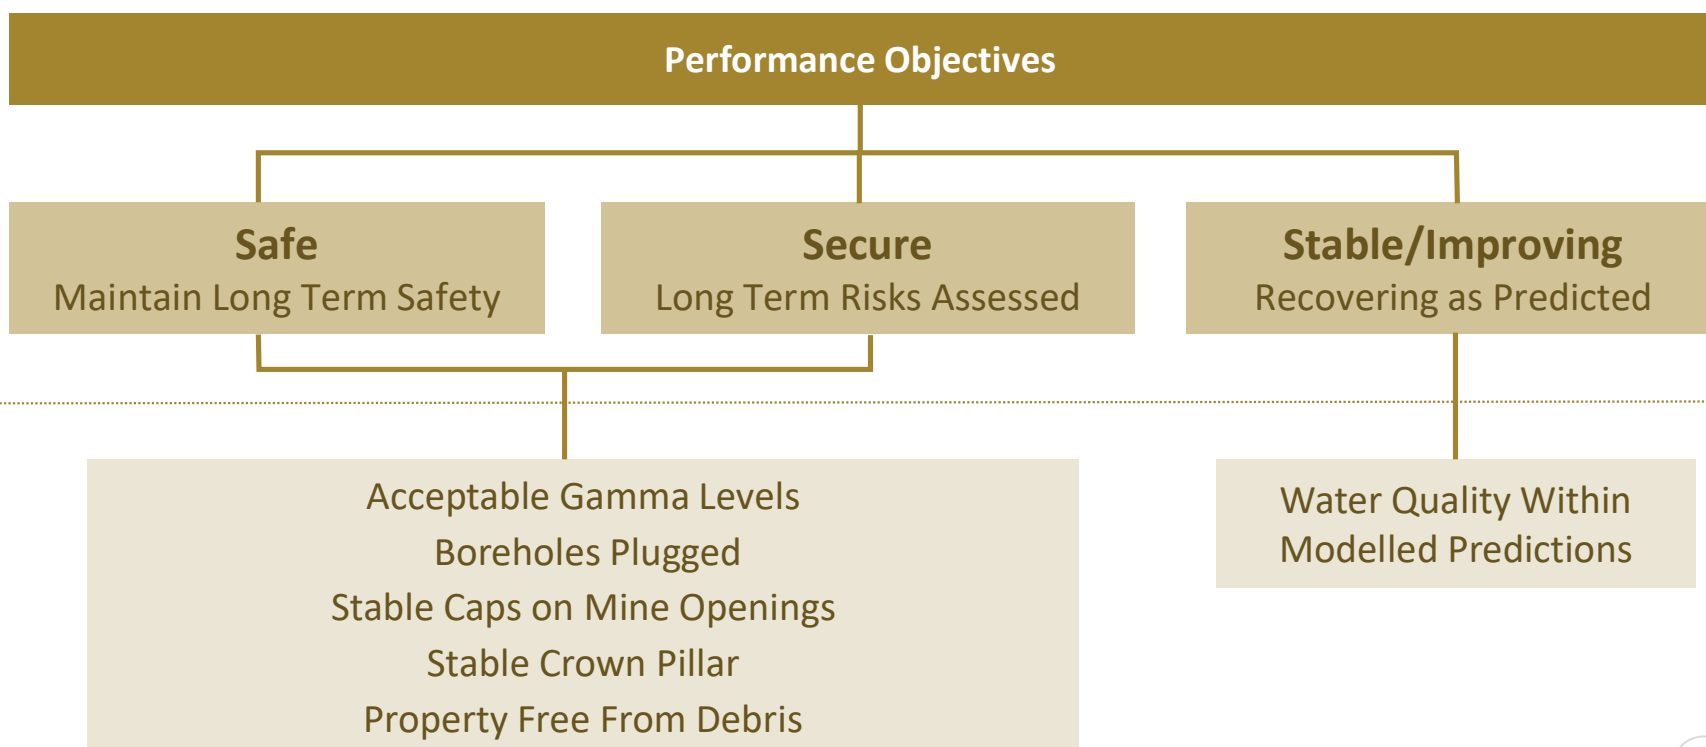 Performance Objectives
Safe
Maintain Long Term Safety
Secure
Long Term Risks Assessed
Stable/Improving
Recovering as Predicted
Acceptable Gamma Levels
Boreholes Plugged
Stable Caps on Mine Openings
Stable Crown Pillar
Property Free From Debris
Water Quality Within
Modelled Predictions